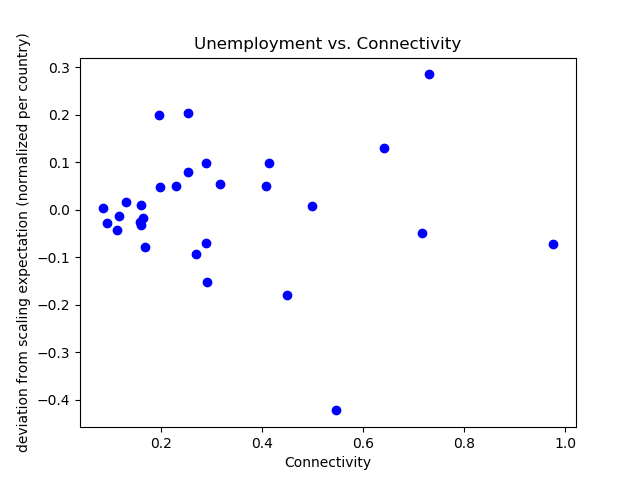 Unemployment vs. Connectivity
deviation from scaling expectation (normalized per country)
0.3
0.2
0.1
0.0
−0.1
−0.2
−0.3
−0.4
0.2 0.4 0.6 0.8 1.0
Connectivity